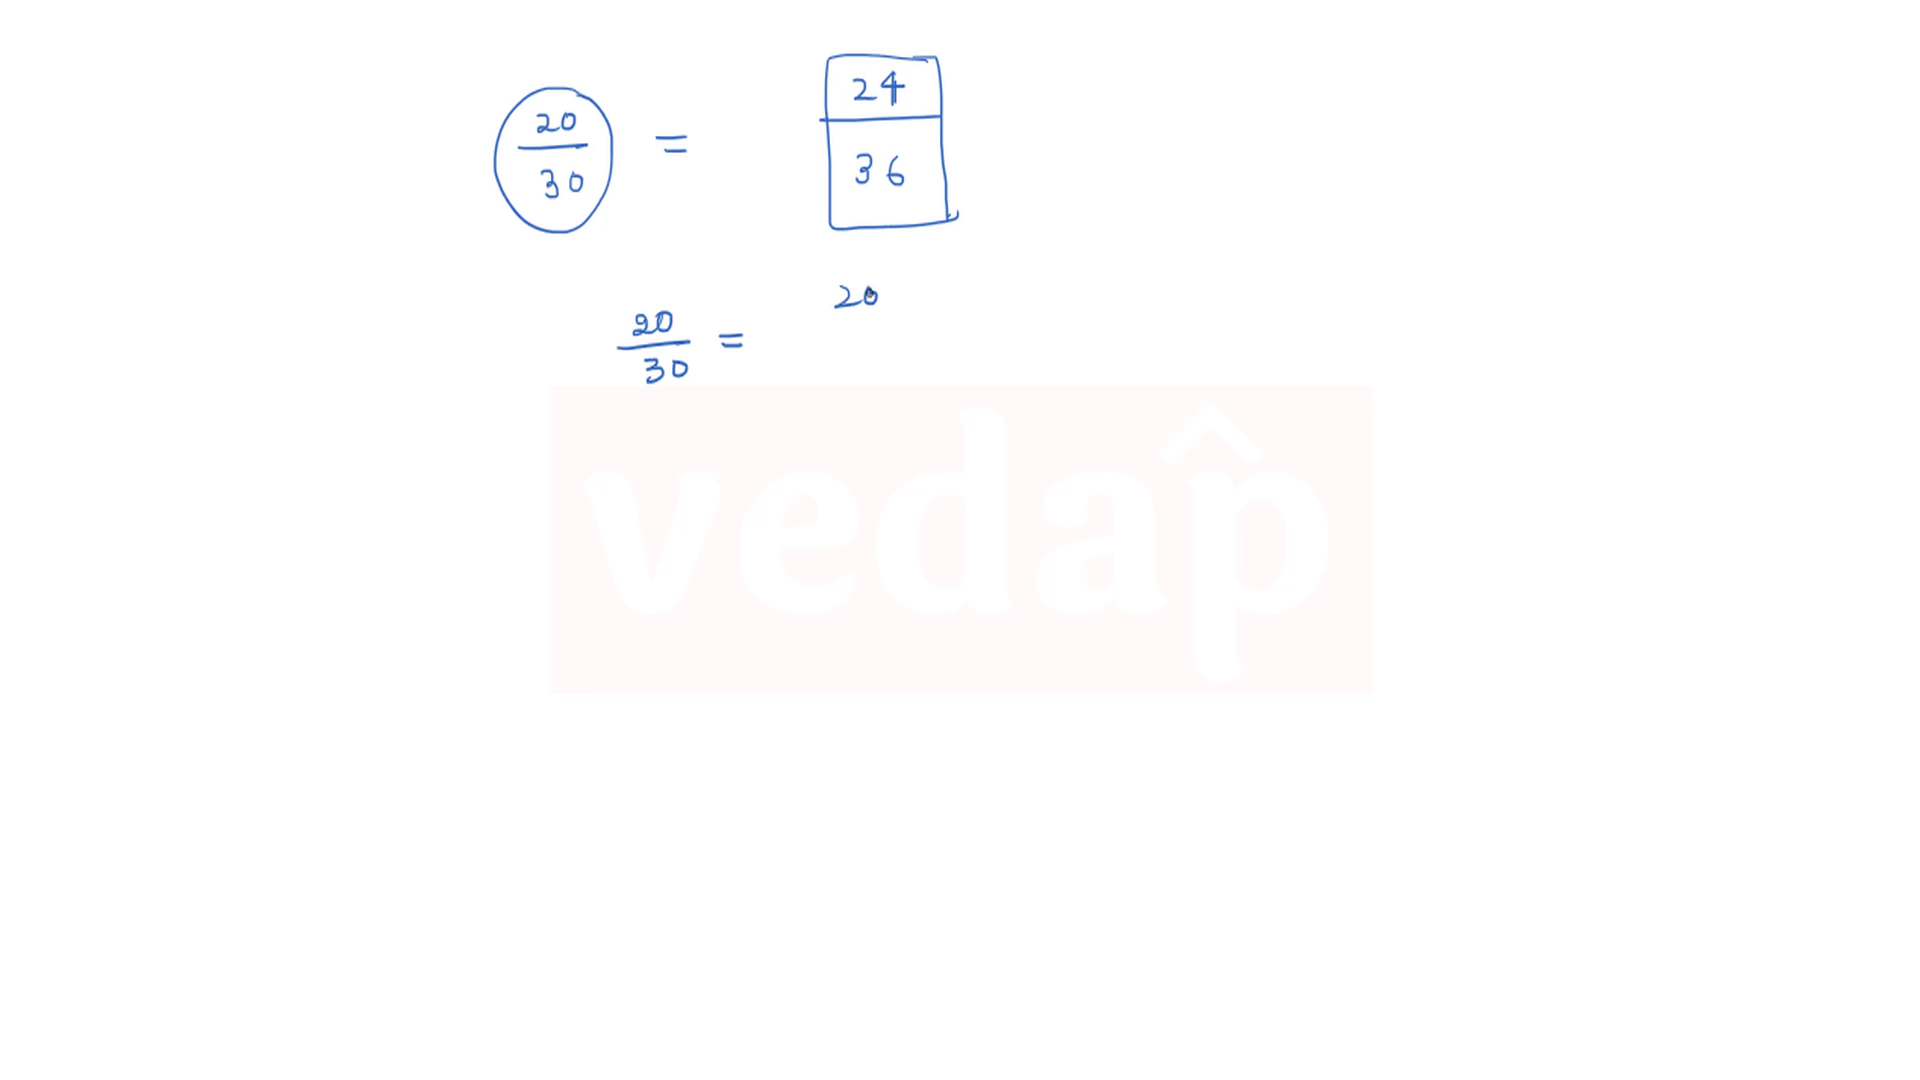 20/30 = 24/36
20/30 = 20
vedap